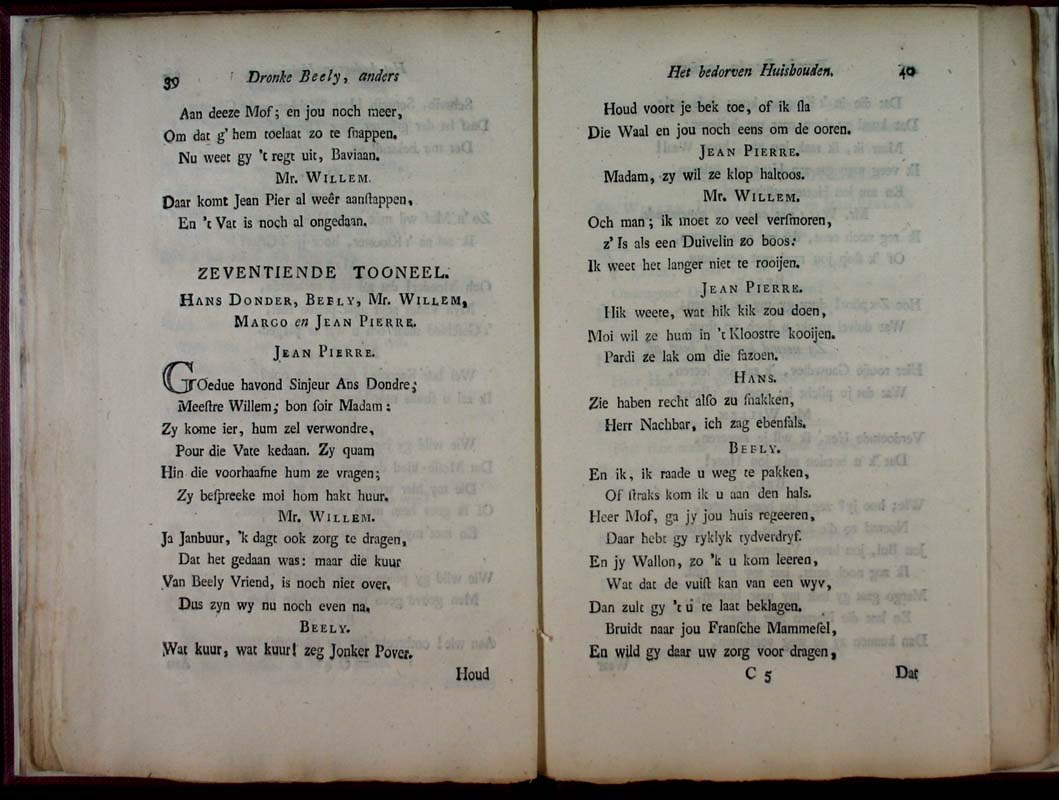 39 Dronke Beely, anders
Aan deeze Mof; en jou noch meer,
Om dat g' hem toelaat zo te ſnappen.
Nu weet gy 't regt uit, Baviaan.
Mr. WILLEM.
Daar komt Jean Pier al weêr aanſtappen,
En 't Vat is noch al ongedaan.
ZEVENTIENDE TOONEEL.
HANS DONDER, BEELY, Mr. WILLEM,
MARGO en JEAN PIERRE.
JEAN PIERRE.
GrOedue havond Sinjeur Ans Dondre;
Meeſtre Willem; bon ſoir Madam:
Zy kome ier, hum zel verwondre,
Pour die Vate kedaan. Zy quam
Hin die voorhaafne hum ze vragen;
Zy beſpreeke moi hom hakt huur.
Mr. WILLEM.
Ja Janbuur, 'k dagt ook zorg te dragen,
Dat het gedaan was: maar die kuur
Van Beely Vriend, is noch niet over.
Dus zyn wy nu noch even na.
BEELY.
Wat kuur, wat kuur! zeg Jonker Pover.
Houd
Het bedorven Huishouden. 40
Houd voort je bek toe, of ik ſla
Die Waal en jou noch eens om de ooren.
JEAN PIERRE.
Madam, zy wil ze klop haltoos.
Mr. WILLEM.
Och man; ik moet zo veel verſmoren,
z' Is als een Duivelin zo boos:
Ik weet het langer niet te rooijen.
JEAN PIERRE.
Hik weete, wat hik kik zou doen,
Moi wil ze hum in 't Kloostre kooijen.
Pardi ze lak om die fazoen.
HANS.
Zie haben recht alſo zu ſnakken,
Herr Nachbar, ich zag ebenfals.
BEELY.
En ik, ik raade u weg te pakken,
Of ſtraks kom ik u aan den hals.
Heer Mof, ga jy jou huis regeeren,
Daar hebt gy ryklyk tydverdryf.
En jy Wallon, zo 'k u kom leeren,
Wat dat de vuiſt kan van een wyv,
Dan zult gy 't u te laat beklagen.
Bruidt naar jou Franſche Mammeſel,
En wild gy daar uw zorg voor dragen,
C 5 Dat